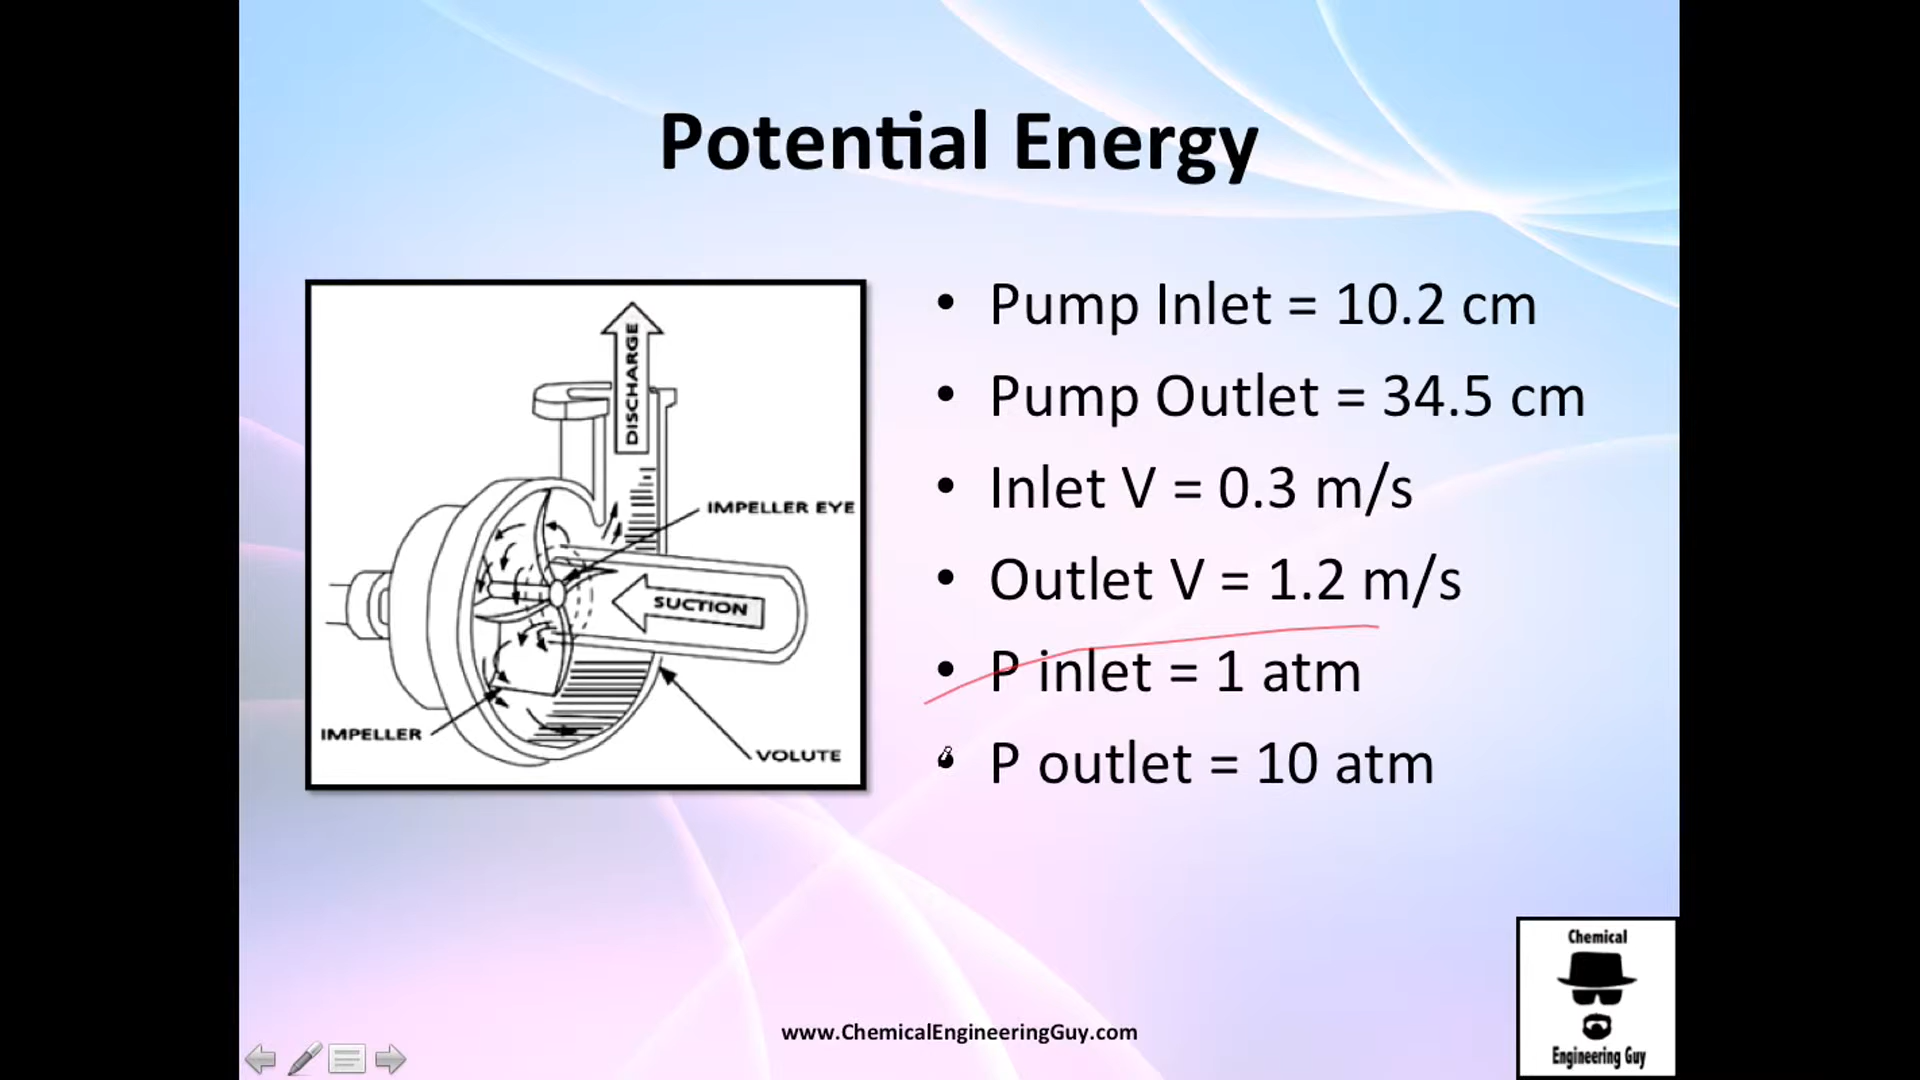 Potential Energy
DISCHARGE
IMPELLER EYE
SUCTION
IMPELLER
VOLUTE
• Pump Inlet = 10.2 cm
• Pump Outlet = 34.5 cm
• Inlet V = 0.3 m/s
• Outlet V = 1.2 m/s
• P inlet = 1 atm
• P outlet = 10 atm
www.ChemicalEngineeringGuy.com
Chemical
Engineering Guy